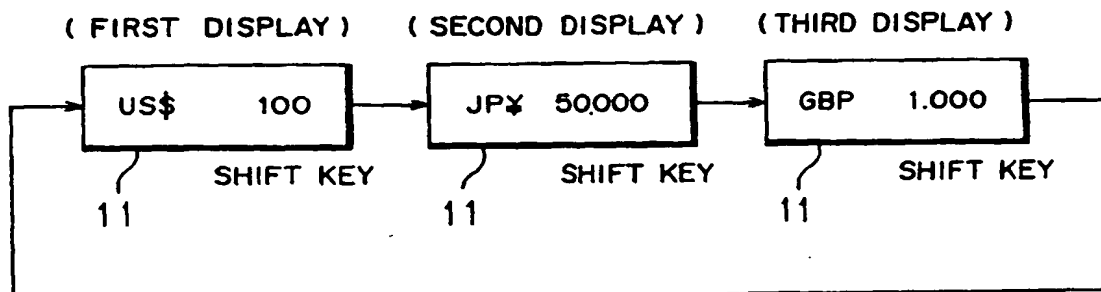 (FIRST DISPLAY) (SECOND DISPLAY) (THIRD DISPLAY)
US$ 100 JP¥ 50,000 GBP 1.000
SHIFT KEY SHIFT KEY SHIFT KEY
11 11 11